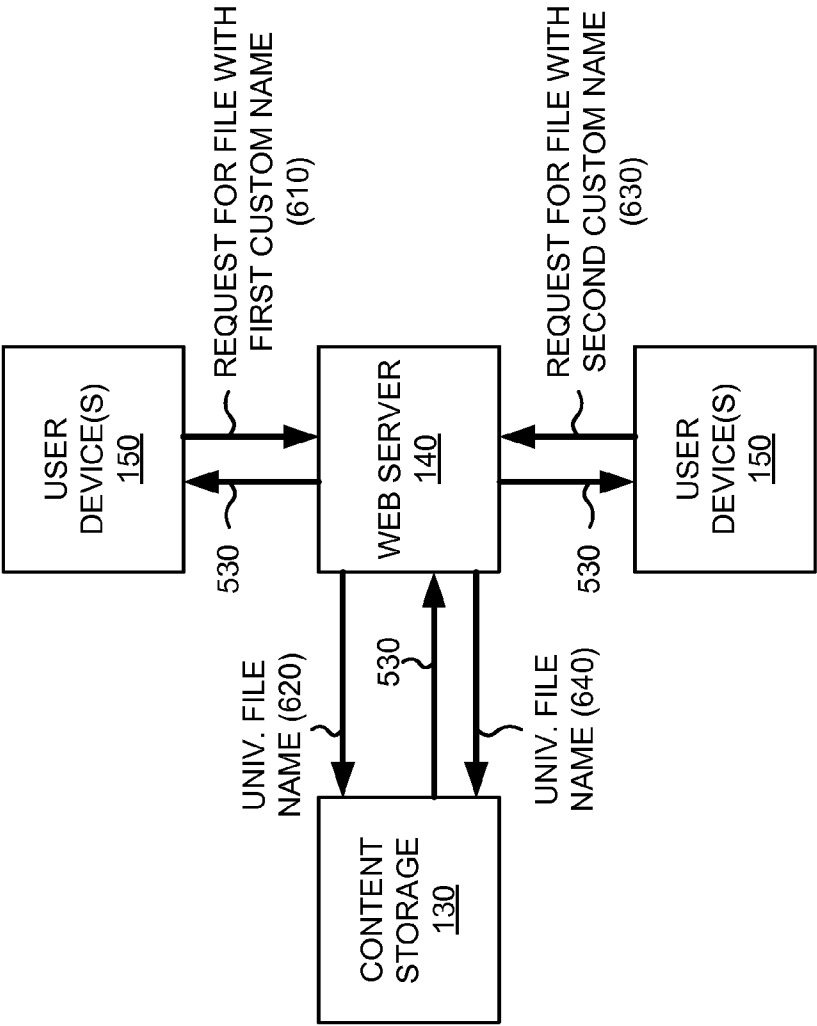 USER
DEVICE(S)
150
REQUEST FOR FILE WITH
FIRST CUSTOM NAME
(610)
530
WEB SERVER
140
UNIV. FILE
NAME (620)
530
UNIV. FILE
NAME (640)
CONTENT
STORAGE
130
REQUEST FOR FILE WITH
SECOND CUSTOM NAME
(630)
530
USER
DEVICE(S)
150